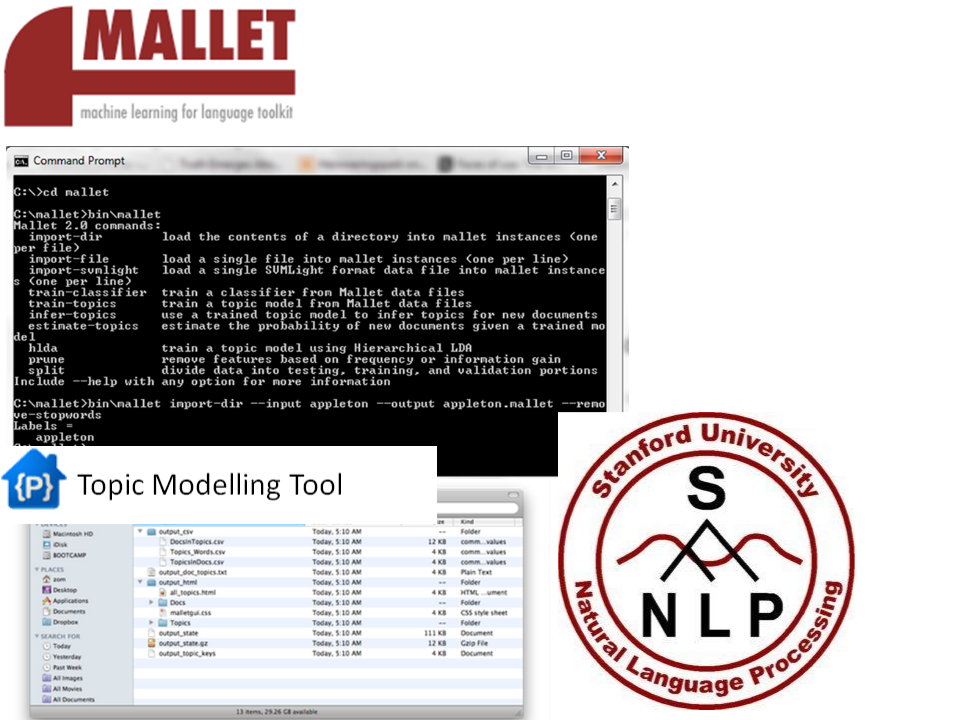 MALLET
machine learning for language toolkit
Command Prompt
C:\>cd mallet
C:\mallet>bin\mallet
Mallet 2.0 commands:
import-dir load the contents of a directory into mallet instances (one
per file)
import-file load a single file into mallet instances (one per line)
import-svmlight load a single SVMLight format data file into mallet instance
s (one per line)
train-classifier train a classifier from Mallet data files
train-topics train a topic model from Mallet data files
infer-topics use a trained topic model to infer topics for new documents
estimate-topics estimate the probability of new documents given a trained mo
del
hlda train a topic model using Hierarchical LDA
prune remove features based on frequency or information gain
split divide data into testing, training, and validation portions
Include --help with any option for more information
C:\mallet>bin\mallet import-dir --input appleton --output appleton.mallet --remo
ve-stopwords
Labels =
appleton
{P} Topic Modelling Tool
Kind
Macintosh HD
iDisk
BOOTCAMP
PLACES
zom
Desktop
Applications
Documents
Dropbox
SEARCH FOR
Today
Yesterday
Past Week
All Images
All Movies
All Documents
output_csv Today, 5:10 AM -- Folder
DocsInTopics.csv Today, 5:10 AM 12 KB comm...values
Topics_Words.csv Today, 5:10 AM 4 KB comm...values
TopicsInDocs.csv Today, 5:10 AM 4 KB comm...values
output_doc_topics.txt Today, 5:10 AM 4 KB Plain Text
output_html Today, 5:10 AM -- Folder
all_topics.html Today, 5:10 AM 4 KB HTML...ument
Docs Today, 5:10 AM -- Folder
malletgui.css Today, 5:10 AM 4 KB CSS style sheet
Topics Today, 5:10 AM -- Folder
output_state Today, 5:10 AM 111 KB Document
output_state.gz Today, 5:10 AM 12 KB Gzip File
output_topic_keys Today, 5:10 AM 4 KB Document
13 items, 29.26 GB available
Stanford University
S
NLP
Natural Language Processing